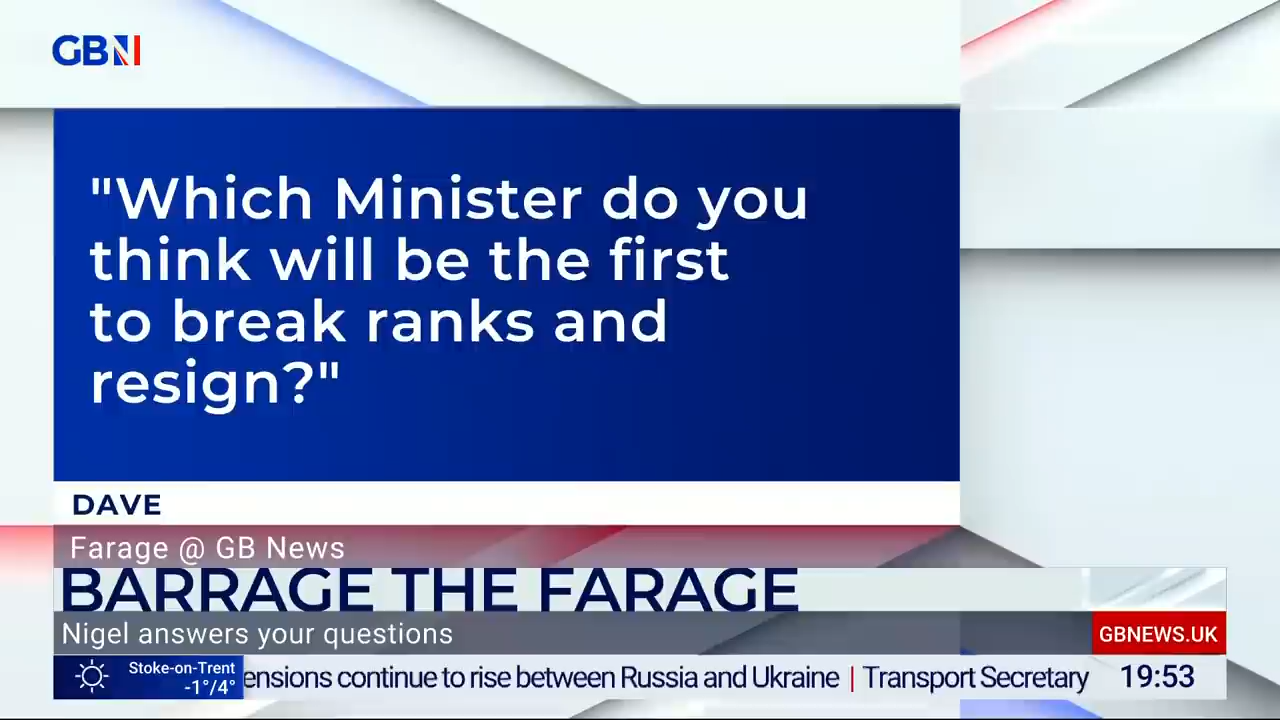 GBN
"Which Minister do you
think will be the first
to break ranks and
resign?"
DAVE
Farage @ GB News
BARRAGE THE FARAGE
Nigel answers your questions
GBNEWS.UK
Stoke-on-Trent
-1°/4°
ensions continue to rise between Russia and Ukraine | Transport Secretary
19:53